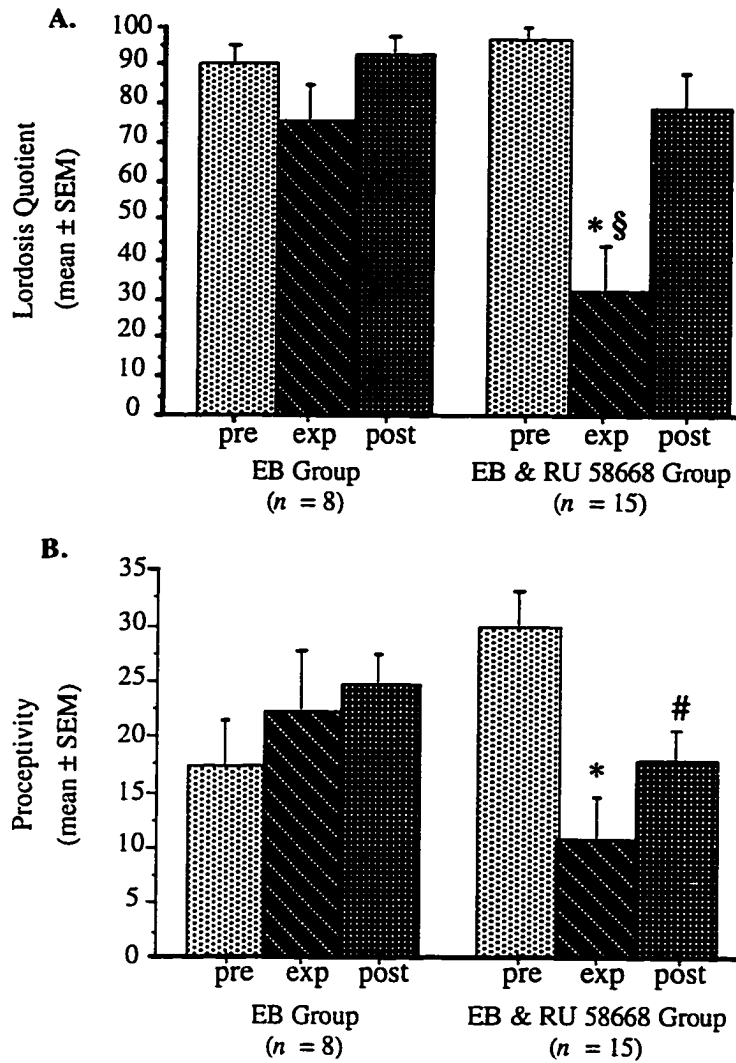 A.
100
90
80
70
60
50
40
30
20
10
0
Lordosis Quotient
(mean ± SEM)
* §
pre exp post pre exp post
EB Group EB & RU 58668 Group
(n = 8) (n = 15)
B.
35
30
25
20
15
10
5
0
Proceptivity
(mean ± SEM)
*
#
pre exp post pre exp post
EB Group EB & RU 58668 Group
(n = 8) (n = 15)